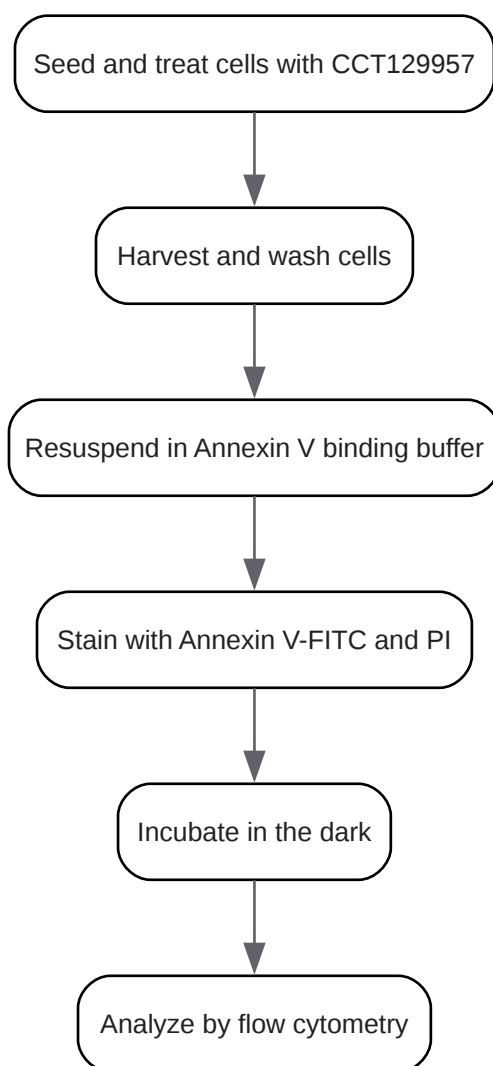 Seed and treat cells with CCT129957
Harvest and wash cells
Resuspend in Annexin V binding buffer
Stain with Annexin V-FITC and PI
Incubate in the dark
Analyze by flow cytometry